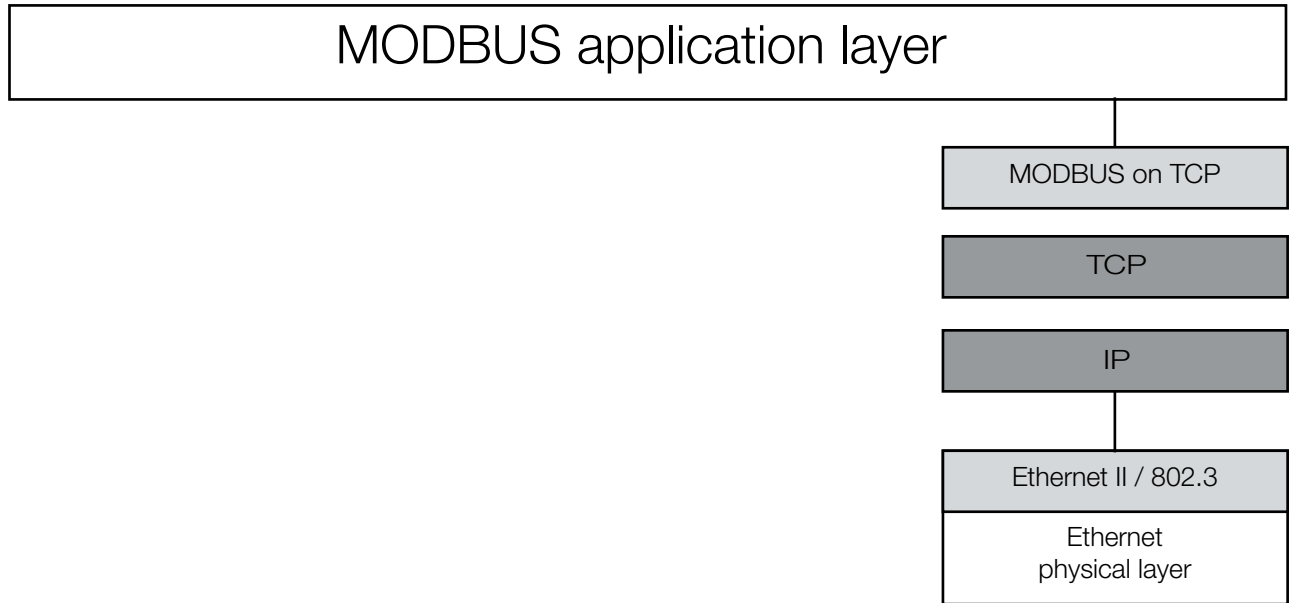 MODBUS application layer
MODBUS on TCP
TCP
IP
Ethernet II / 802.3
Ethernet
physical layer